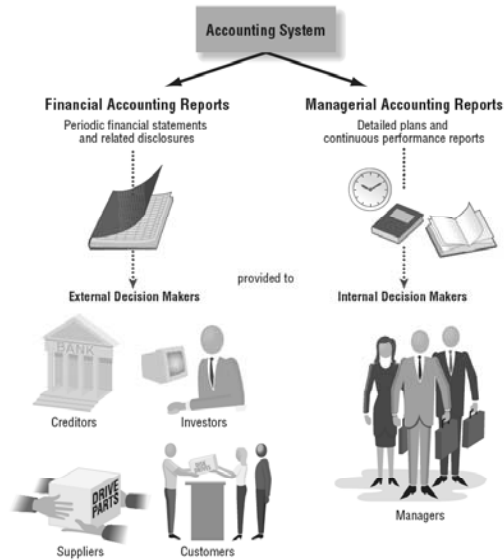 Accounting System
Financial Accounting Reports
Periodic financial statements
and related disclosures
Managerial Accounting Reports
Detailed plans and
continuous performance reports
provided to
External Decision Makers
Internal Decision Makers
BANK
Creditors
Investors
DRIVE
PARTS
Suppliers
Customers
Managers